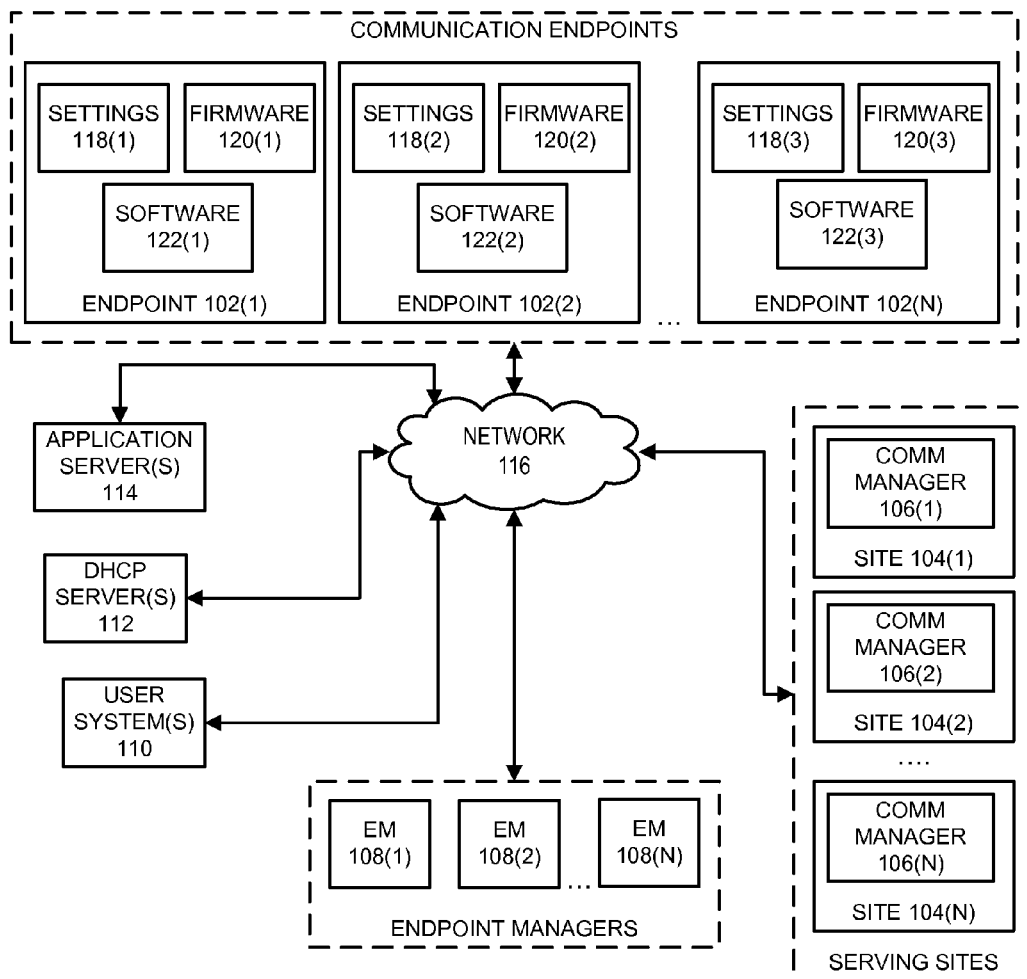 COMMUNICATION ENDPOINTS
SETTINGS
118(1)
FIRMWARE
120(1)
SOFTWARE
122(1)
ENDPOINT 102(1)
SETTINGS
118(2)
FIRMWARE
120(2)
SOFTWARE
122(2)
ENDPOINT 102(2)
...
SETTINGS
118(3)
FIRMWARE
120(3)
SOFTWARE
122(3)
ENDPOINT 102(N)
APPLICATION
SERVER(S)
114
NETWORK
116
DHCP
SERVER(S)
112
USER
SYSTEM(S)
110
COMM
MANAGER
106(1)
SITE 104(1)
COMM
MANAGER
106(2)
SITE 104(2)
....
COMM
MANAGER
106(N)
SITE 104(N)
SERVING SITES
EM
108(1)
EM
108(2)
...
EM
108(N)
ENDPOINT MANAGERS